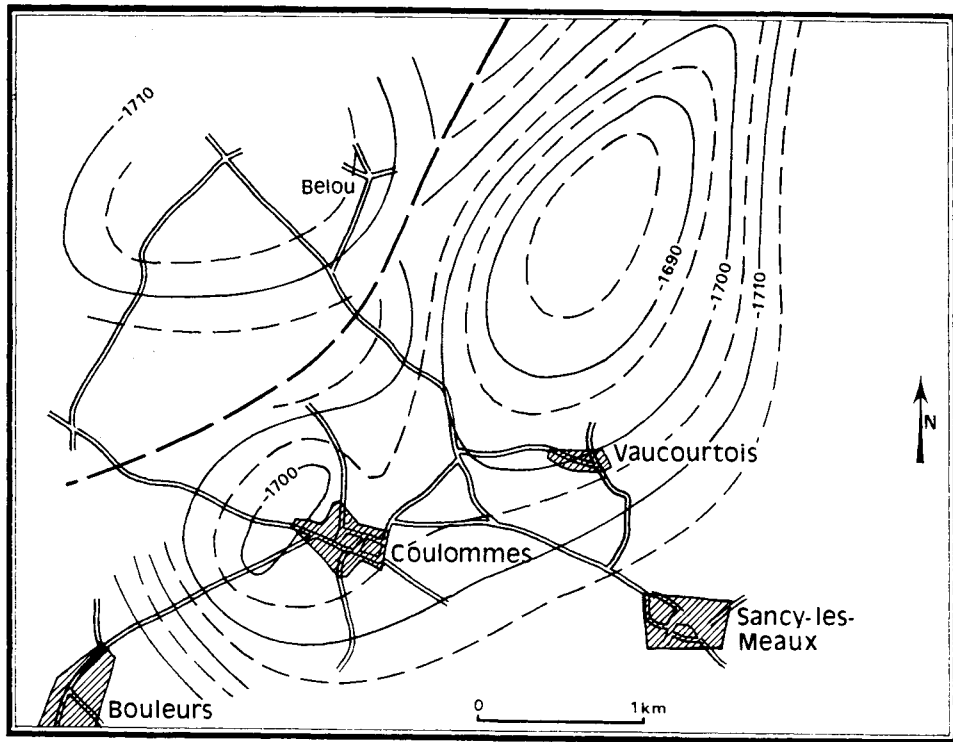 -1710
Belou
-1690
-1700
-1710
N
Vaucourtois
-1700
Coulommes
Sancy-les-
Meaux
Bouleurs
0 1km